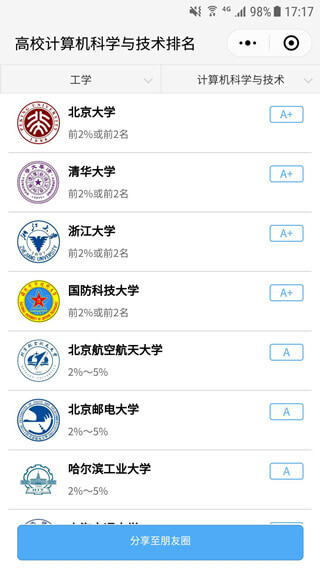 4G 98% 17:17
高校计算机科学与技术排名
工学
计算机科学与技术
北京大学
A+
前2%或前2名
清华大学
A+
前2%或前2名
浙江大学
A+
前2%或前2名
国防科技大学
A+
前2%或前2名
北京航空航天大学
A
2%～5%
北京邮电大学
A
2%～5%
哈尔滨工业大学
A
2%～5%
分享至朋友圈